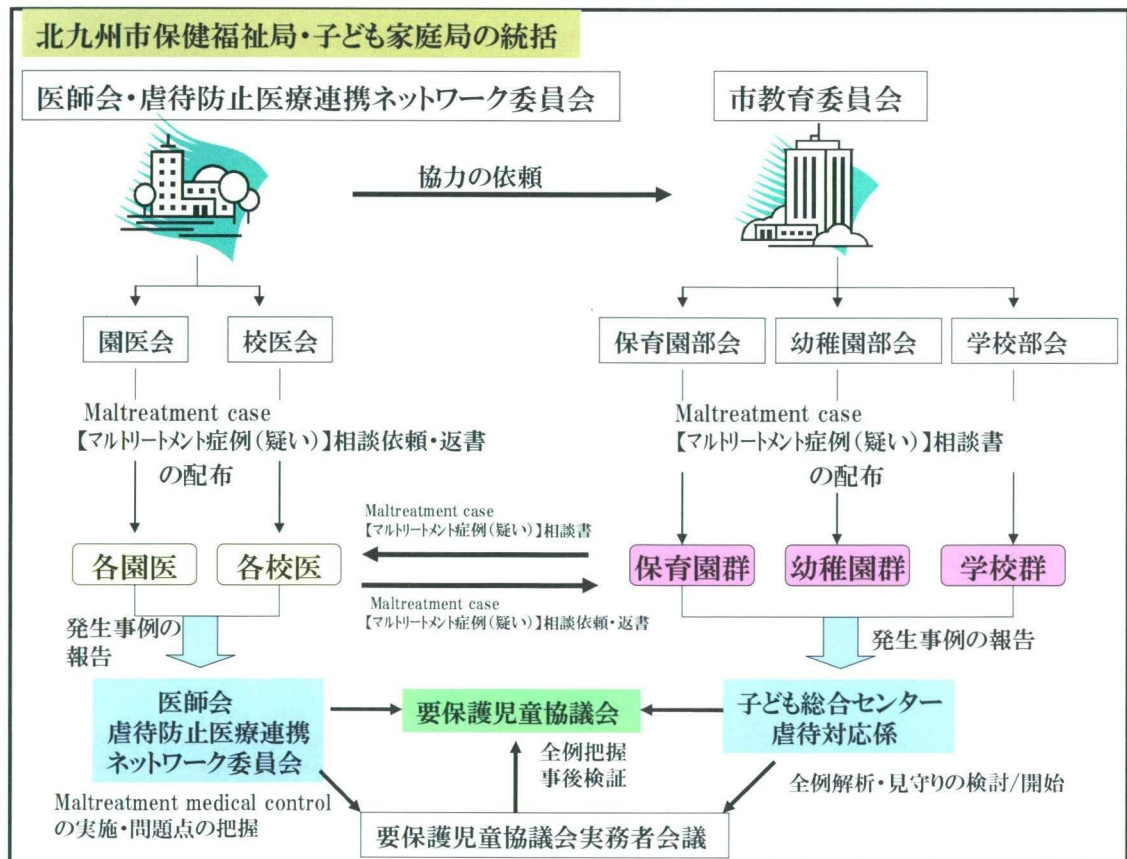 北九州市保健福祉局・子ども家庭局の統括
医師会・虐待防止医療連携ネットワーク委員会
市教育委員会
協力の依頼
園医会
校医会
保育園部会
幼稚園部会
学校部会
Maltreatment case
【マルトリートメント症例(疑い)】相談依頼・返書
の配布
Maltreatment case
【マルトリートメント症例(疑い)】相談書
の配布
Maltreatment case
【マルトリートメント症例(疑い)】相談書
各園医
各校医
保育園群
幼稚園群
学校群
Maltreatment case
【マルトリートメント症例(疑い)】相談依頼・返書
発生事例の
報告
発生事例の報告
医師会
虐待防止医療連携
ネットワーク委員会
要保護児童協議会
子ども総合センター
虐待対応係
全例把握
事後検証
全例解析・見守りの検討/開始
Maltreatment medical control
の実施・問題点の把握
要保護児童協議会実務者会議